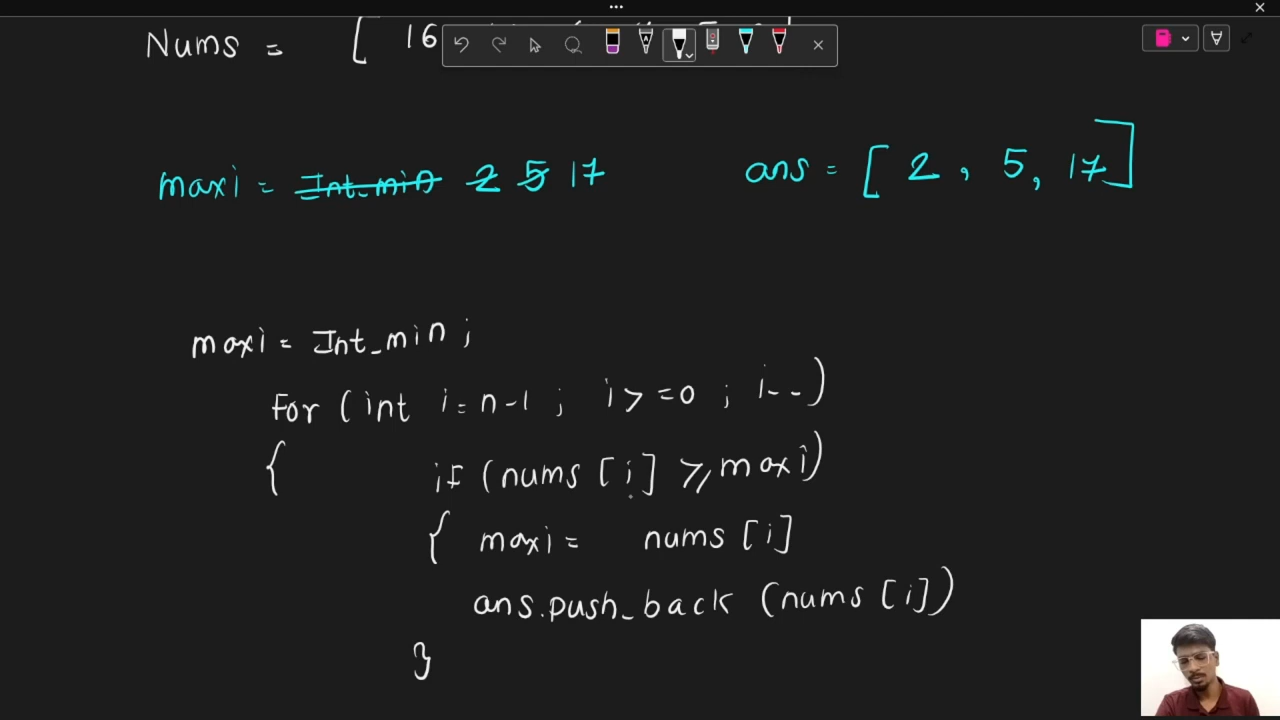 Nums = [ 16
maxi = Int_min 2 5 17
ans = [ 2 , 5, 17]
maxi = Int_min ;
For ( int i = n-1 ; i > = 0 ; i-- )
{ if (nums [i] ≥ maxi)
{ maxi = nums [i]
ans.push_back (nums [i])
}